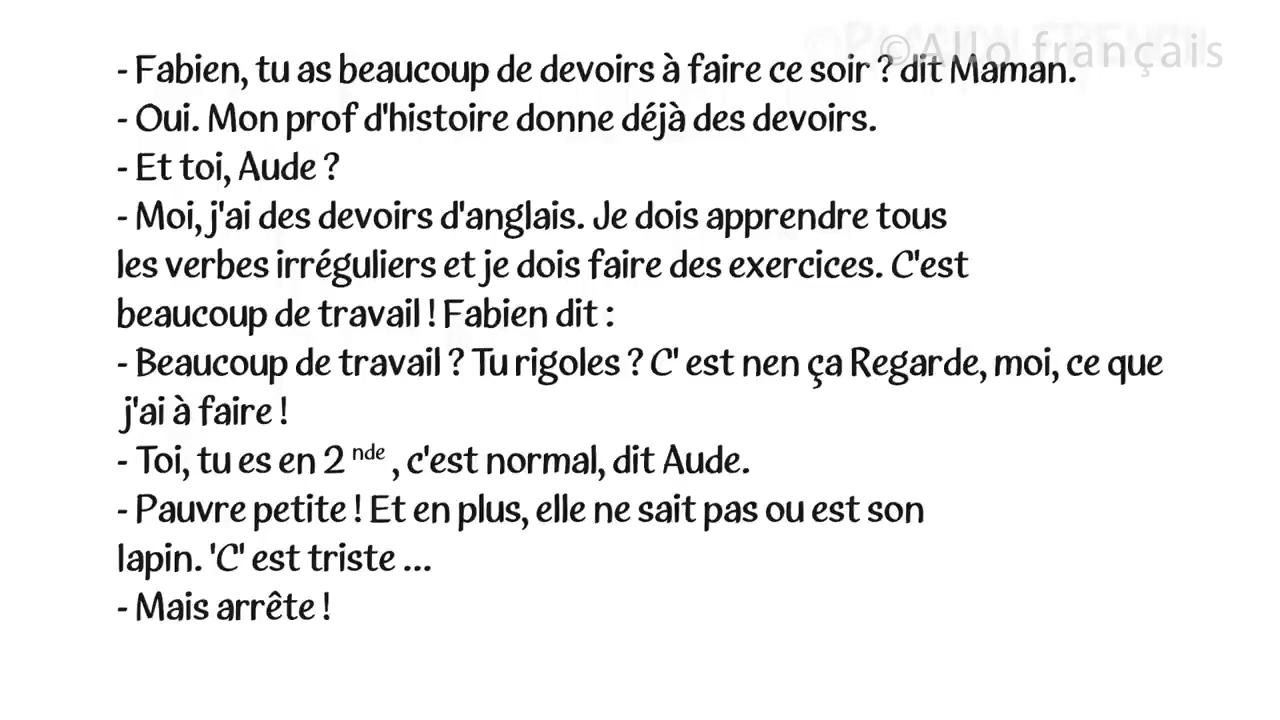 ©Allo français
- Fabien, tu as beaucoup de devoirs à faire ce soir ? dit Maman.
- Oui. Mon prof d'histoire donne déjà des devoirs.
- Et toi, Aude ?
- Moi, j'ai des devoirs d'anglais. Je dois apprendre tous
les verbes irréguliers et je dois faire des exercices. C'est
beaucoup de travail ! Fabien dit :
- Beaucoup de travail ? Tu rigoles ? C' est nen ça Regarde, moi, ce que
j'ai à faire !
- Toi, tu es en 2 nde , c'est normal, dit Aude.
- Pauvre petite ! Et en plus, elle ne sait pas ou est son
lapin. 'C' est triste ...
- Mais arrête !